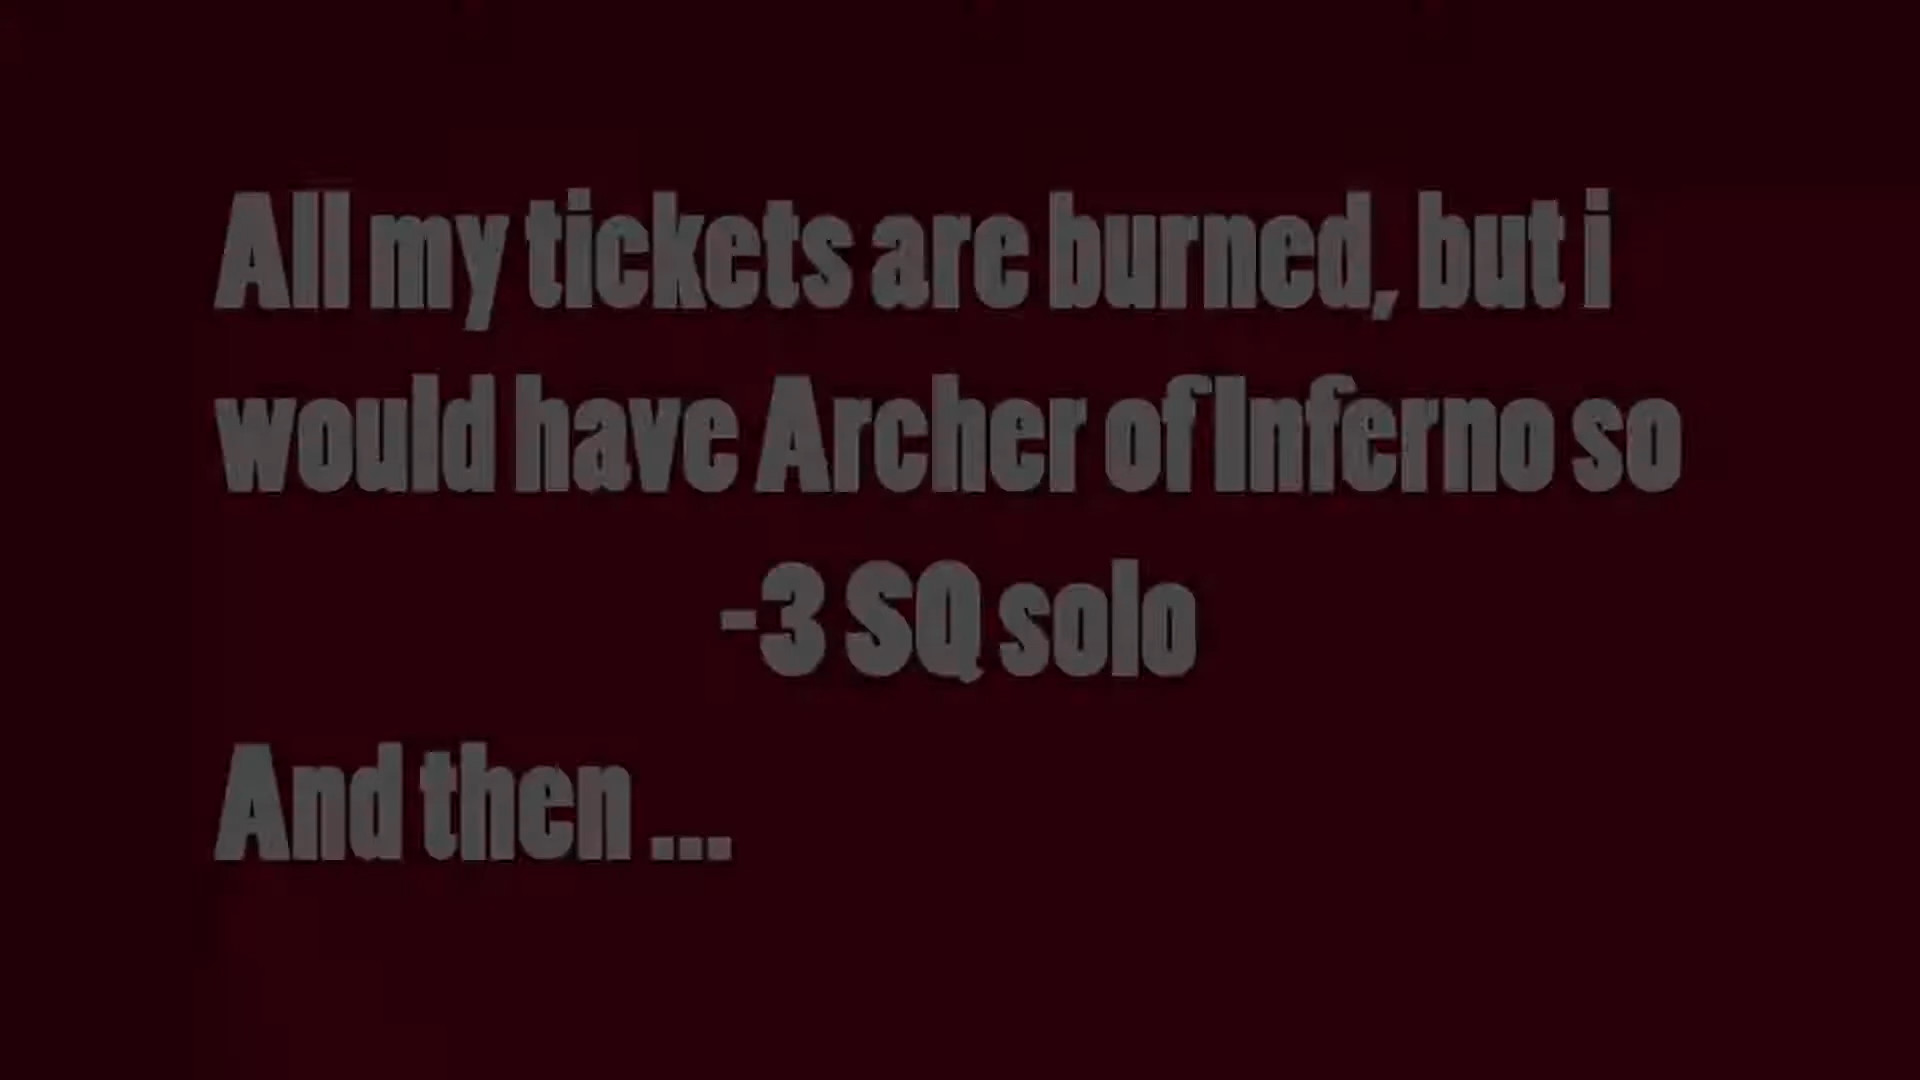 All my tickets are burned, but i
would have Archer of Inferno so
-3 SQ solo
And then ...